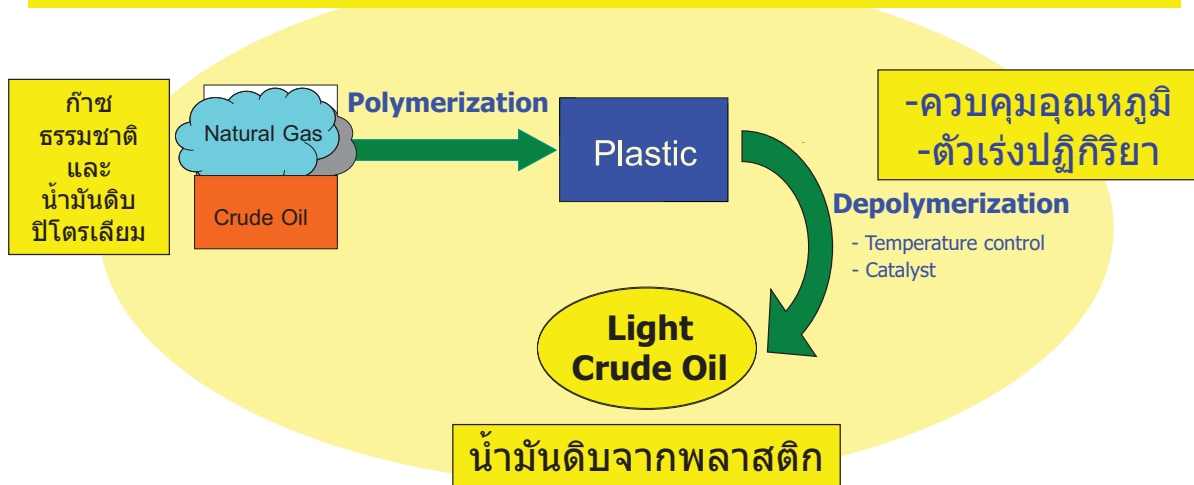 ก๊าซ
ธรรมชาติ
และ
น้ำมันดิบ
ปิโตรเลียม
Natural Gas
Crude Oil
Polymerization
Plastic
-ควบคุมอุณหภูมิ
-ตัวเร่งปฏิกิริยา
Depolymerization
- Temperature control
- Catalyst
Light
Crude Oil
น้ำมันดิบจากพลาสติก